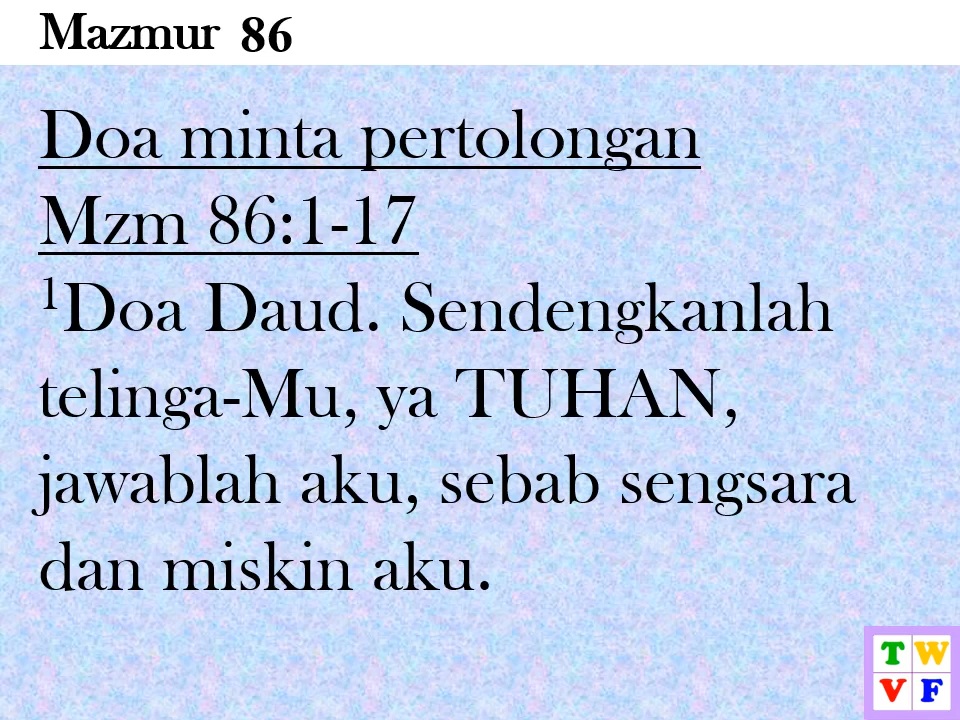 Mazmur 86
Doa minta pertolongan
Mzm 86:1-17
1Doa Daud. Sendengkanlah
telinga-Mu, ya TUHAN,
jawablah aku, sebab sengsara
dan miskin aku.
T W
V F